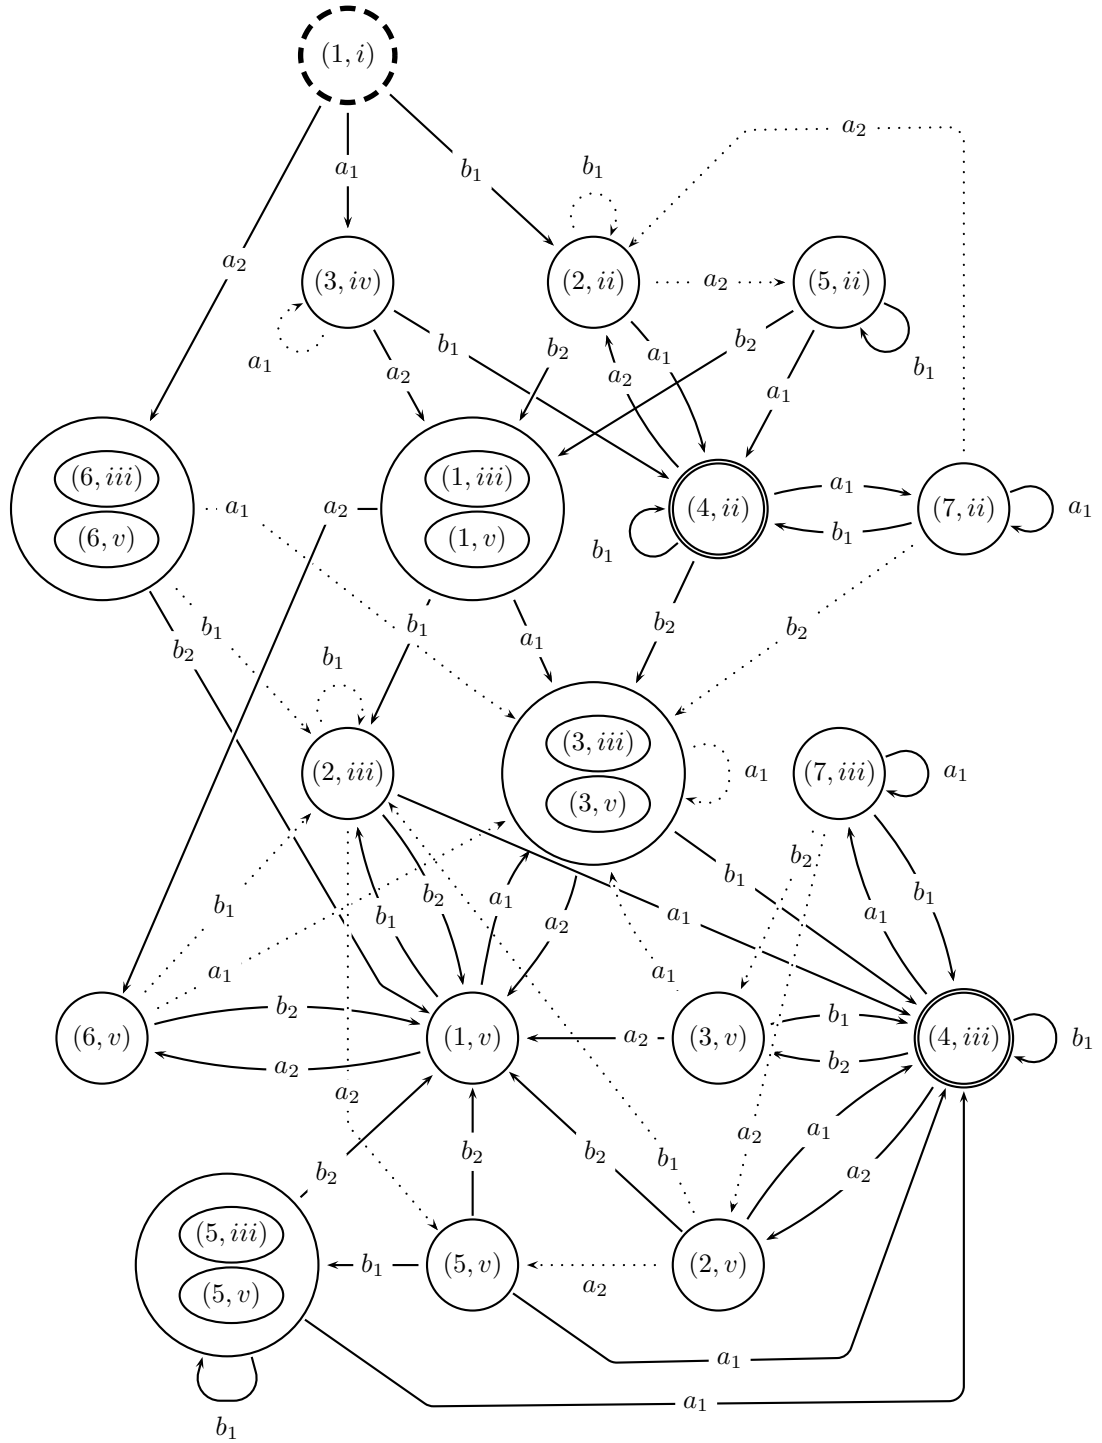 (1, i)
a₂
a₁
b₁
b₁
a₂
(3, iv)
(2, ii)
(5, ii)
a₂
a₁
b₁
a₂
b₂
a₁
a₂
b₂
a₁
b₁
(6, iii)
(6, v)
(1, iii)
(1, v)
(4, ii)
(7, ii)
a₁
a₂
b₁
a₁
b₁
a₁
b₁
b₂
b₁
a₁
b₂
b₂
b₁
(2, iii)
(3, iii)
(3, v)
a₁
(7, iii)
a₁
b₁
a₁
b₂
b₁
a₁
a₂
a₁
b₁
b₂
a₁
b₁
a₁
(6, v)
b₂
a₂
(1, v)
a₂
(3, v)
b₁
b₂
(4, iii)
b₁
a₂
b₂
b₂
b₂
b₁
a₂
a₁
a₂
(5, iii)
(5, v)
b₁
(5, v)
a₂
(2, v)
a₁
a₁
b₁